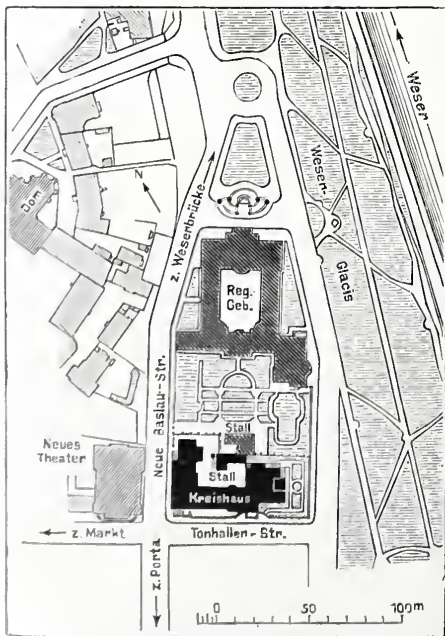 Weser
Dom
N
z. Weserbrücke
Weser-
Glacis
Reg.
Geb.
Neue Baslau-Str.
Stall
Neues
Theater
Stall
Kreishaus
z. Markt
Tonhallen-Str.
z. Porta
0 50 100m